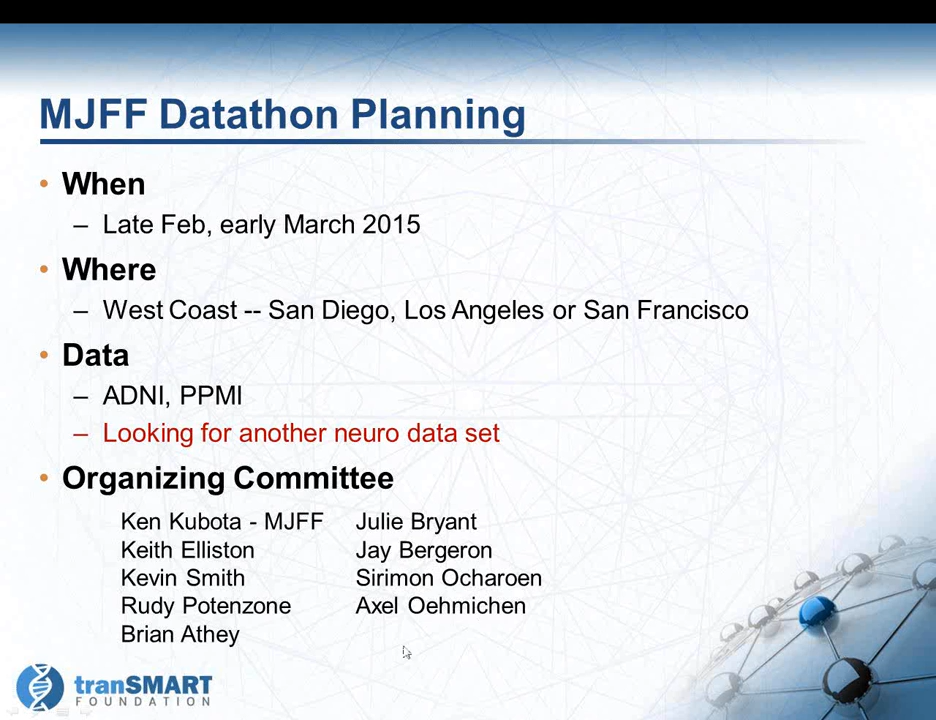 MJFF Datathon Planning
• When
– Late Feb, early March 2015
• Where
– West Coast -- San Diego, Los Angeles or San Francisco
• Data
– ADNI, PPMI
– Looking for another neuro data set
• Organizing Committee
Ken Kubota - MJFF Julie Bryant
Keith Elliston Jay Bergeron
Kevin Smith Sirimon Ocharoen
Rudy Potenzone Axel Oehmichen
Brian Athey
tranSMART
FOUNDATION